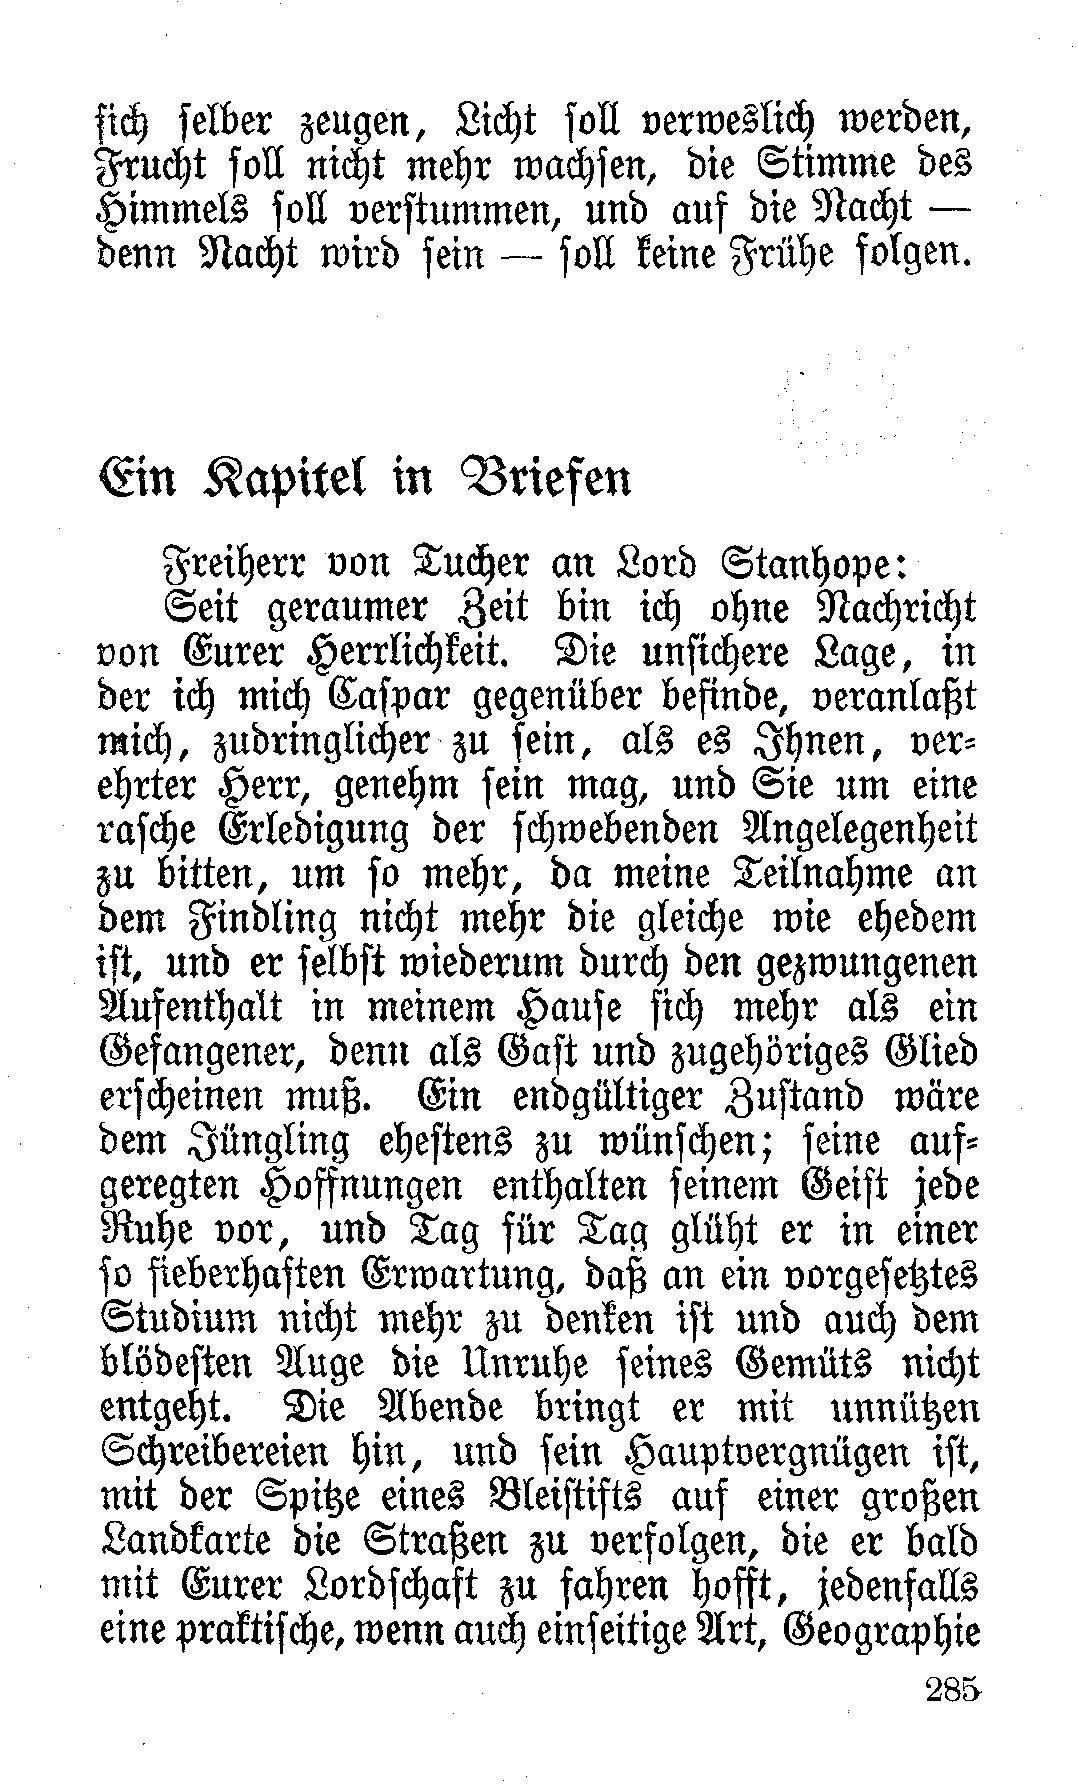 sich selber zeugen, Licht soll verweslich werden,
Frucht soll nicht mehr wachsen, die Stimme des
Himmels soll verstummen, und auf die Nacht —
denn Nacht wird sein — soll keine Frühe folgen.
Ein Kapitel in Briefen
Freiherr von Tucher an Lord Stanhope:
Seit geraumer Zeit bin ich ohne Nachricht
von Eurer Herrlichkeit. Die unsichere Lage, in
der ich mich Caspar gegenüber befinde, veranlaßt
mich, zudringlicher zu sein, als es Ihnen, ver-
ehrter Herr, genehm sein mag, und Sie um eine
rasche Erledigung der schwebenden Angelegenheit
zu bitten, um so mehr, da meine Teilnahme an
dem Findling nicht mehr die gleiche wie ehedem
ist, und er selbst wiederum durch den gezwungenen
Aufenthalt in meinem Hause sich mehr als ein
Gefangener, denn als Gast und zugehöriges Glied
erscheinen muß. Ein endgültiger Zustand wäre
dem Jüngling ehestens zu wünschen; seine auf-
geregten Hoffnungen enthalten seinem Geist jede
Ruhe vor, und Tag für Tag glüht er in einer
so fieberhaften Erwartung, daß an ein vorgesetztes
Studium nicht mehr zu denken ist und auch dem
blödesten Auge die Unruhe seines Gemüts nicht
entgeht. Die Abende bringt er mit unnützen
Schreibereien hin, und sein Hauptvergnügen ist,
mit der Spitze eines Bleistifts auf einer großen
Landkarte die Straßen zu verfolgen, die er bald
mit Eurer Lordschaft zu fahren hofft, jedenfalls
eine praktische, wenn auch einseitige Art, Geographie
285